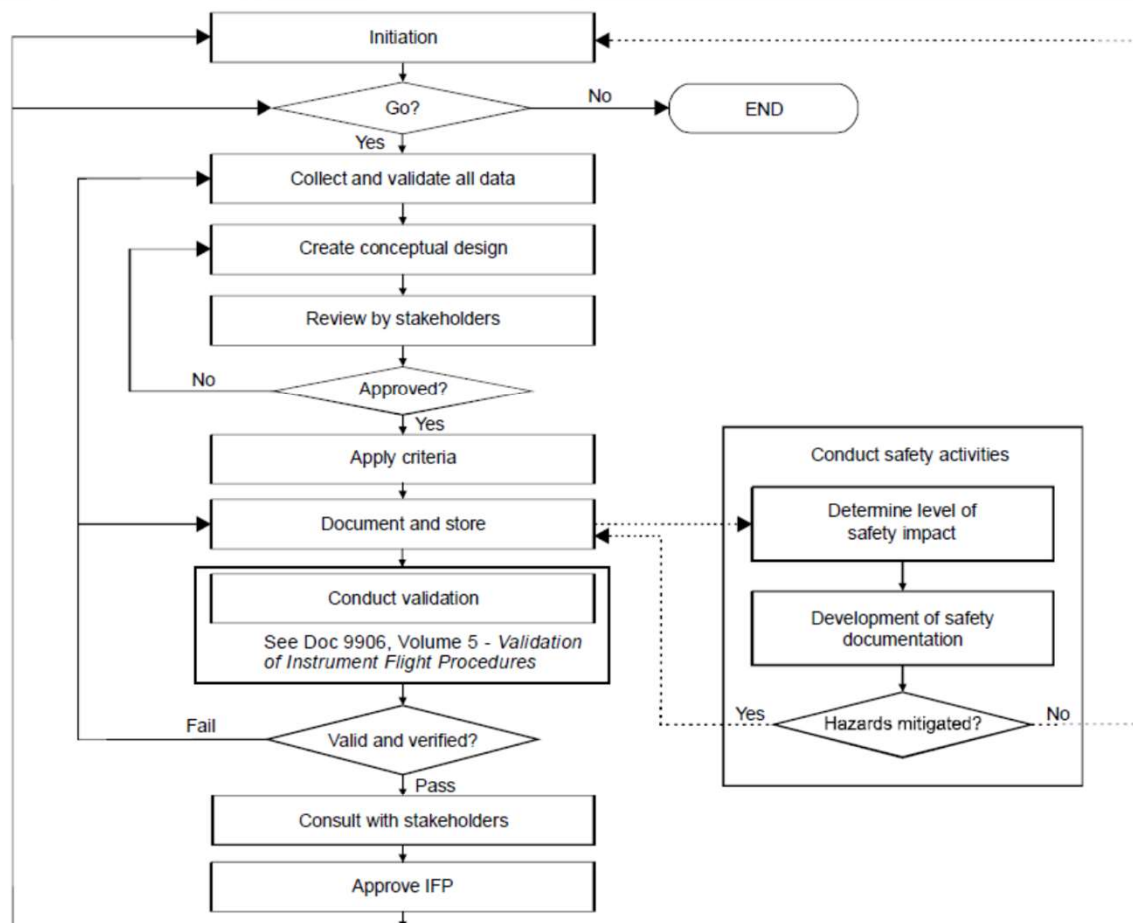 Initiation
Go?
No
END
Yes
Collect and validate all data
Create conceptual design
Review by stakeholders
No
Approved?
Yes
Apply criteria
Document and store
Conduct validation
See Doc 9906, Volume 5 - Validation
of Instrument Flight Procedures
Fail
Valid and verified?
Pass
Consult with stakeholders
Approve IFP
Conduct safety activities
Determine level of
safety impact
Development of safety
documentation
Yes
Hazards mitigated?
No